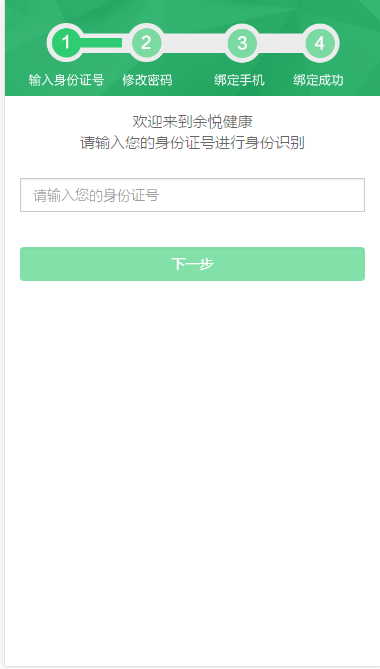 1 2 3 4
输入身份证号 修改密码 绑定手机 绑定成功
欢迎来到余悦健康
请输入您的身份证号进行身份识别
请输入您的身份证号
下一步